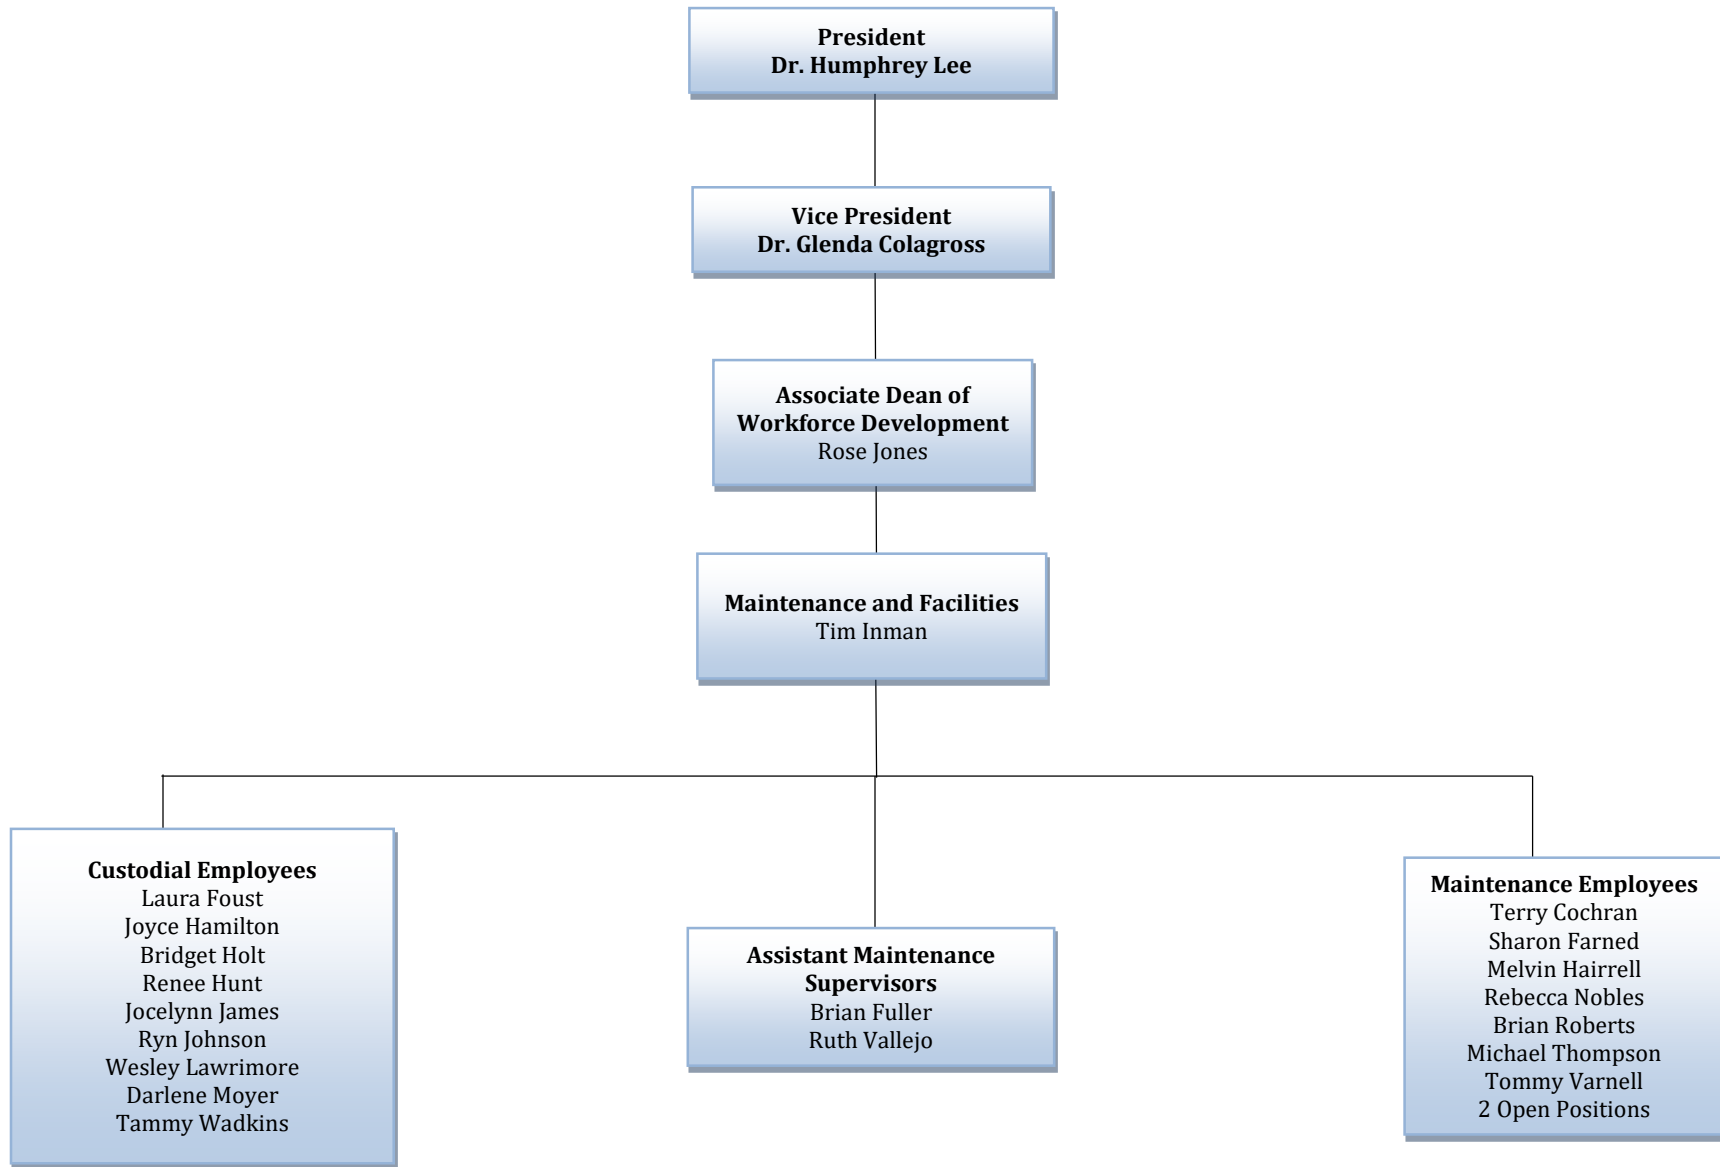 President
Dr. Humphrey Lee
Vice President
Dr. Glenda Colagross
Associate Dean of
Workforce Development
Rose Jones
Maintenance and Facilities
Tim Inman
Custodial Employees
Laura Foust
Joyce Hamilton
Bridget Holt
Renee Hunt
Jocelynn James
Ryn Johnson
Wesley Lawrimore
Darlene Moyer
Tammy Wadkins
Assistant Maintenance
Supervisors
Brian Fuller
Ruth Vallejo
Maintenance Employees
Terry Cochran
Sharon Farned
Melvin Hairrell
Rebecca Nobles
Brian Roberts
Michael Thompson
Tommy Varnell
2 Open Positions